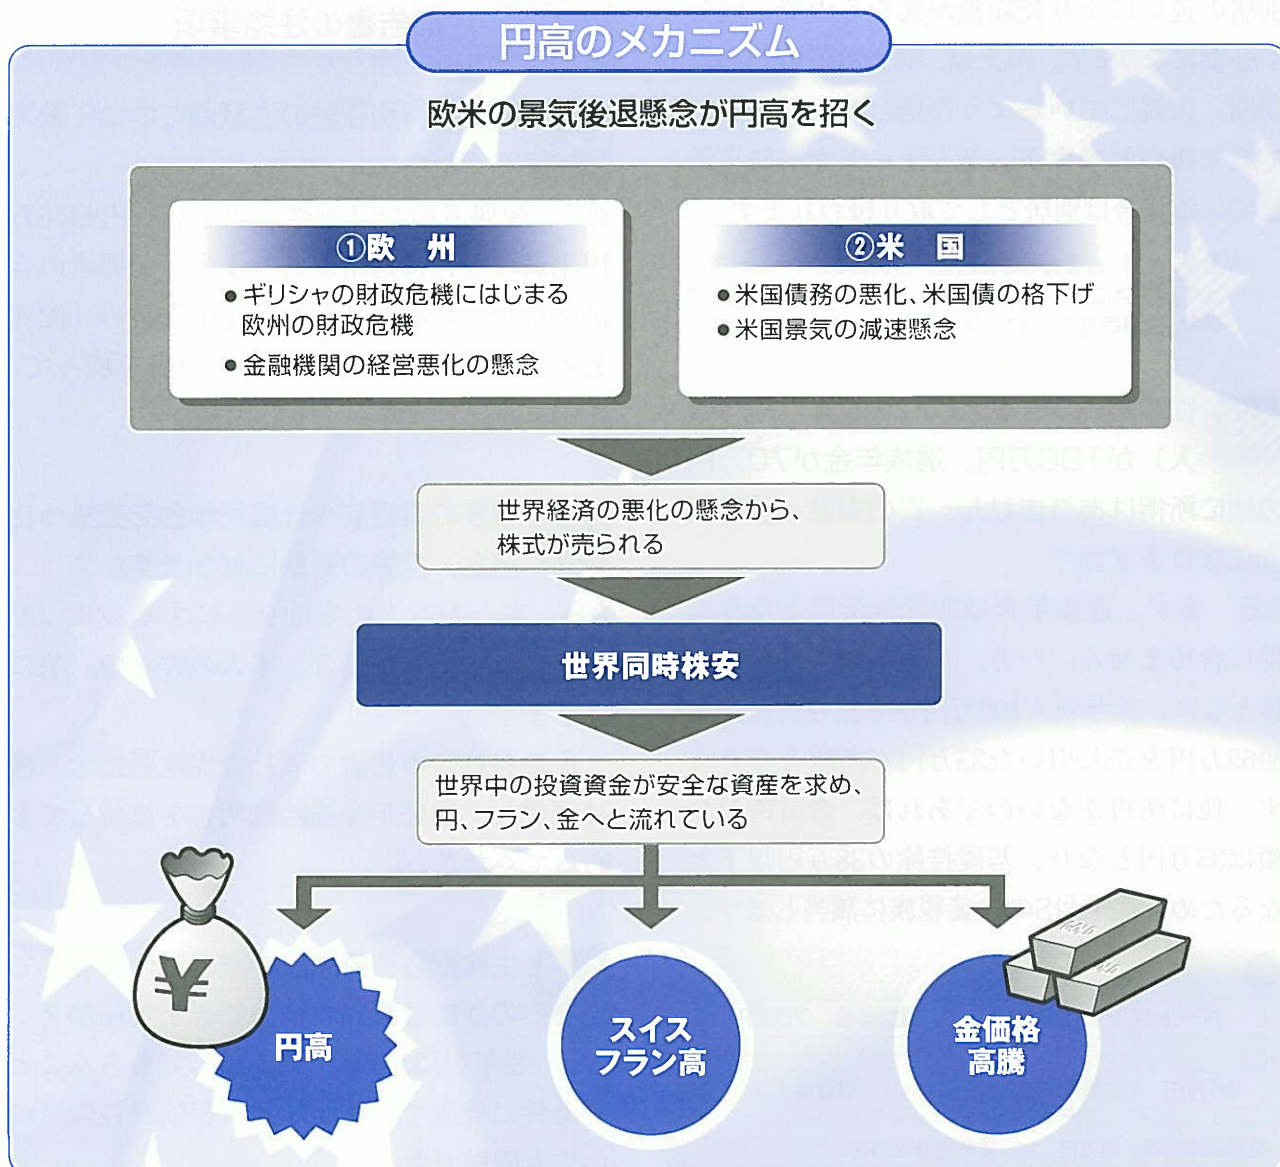 円高のメカニズム
欧米の景気後退懸念が円高を招く
①欧 州
●ギリシャの財政危機にはじまる
欧州の財政危機
●金融機関の経営悪化の懸念
②米 国
●米国債務の悪化、米国債の格下げ
●米国景気の減速懸念
世界経済の悪化の懸念から、
株式が売られる
世界同時株安
世界中の投資資金が安全な資産を求め、
円、フラン、金へと流れている
¥
円高
スイス
フラン高
金価格
高騰